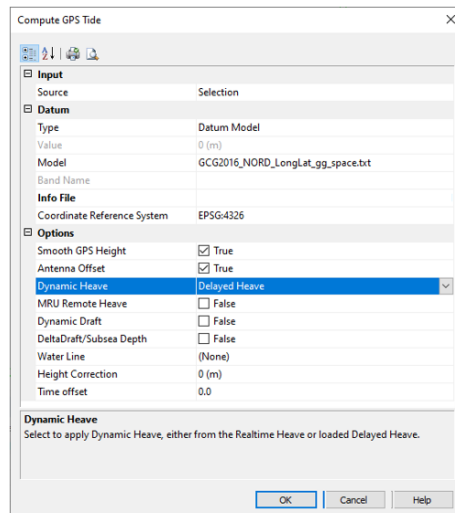 Compute GPS Tide
Input
Source Selection
Datum
Type Datum Model
Value 0 (m)
Model GCG2016_NORD_LongLat_gg_space.txt
Band Name
Info File
Coordinate Reference System EPSG:4326
Options
Smooth GPS Height True
Antenna Offset True
Dynamic Heave Delayed Heave
MRU Remote Heave False
Dynamic Draft False
DeltaDraft/Subsea Depth False
Water Line (None)
Height Correction 0 (m)
Time offset 0.0
Dynamic Heave
Select to apply Dynamic Heave, either from the Realtime Heave or loaded Delayed Heave.
OK Cancel Help